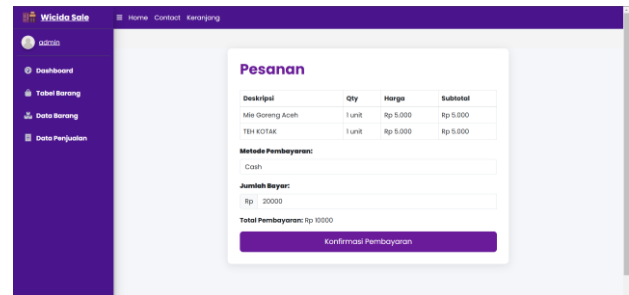 Wicida Sale
Home Contact Keranjang
admin
Dashboard
Tabel Barang
Data Barang
Data Penjualan
Pesanan
Deskripsi Qty Harga Subtotal
Mie Goreng Aceh 1 unit Rp 5.000 Rp 5.000
TEH KOTAK 1 unit Rp 5.000 Rp 5.000
Metode Pembayaran:
Cash
Jumlah Bayar:
Rp 20000
Total Pembayaran: Rp 10000
Konfirmasi Pembayaran